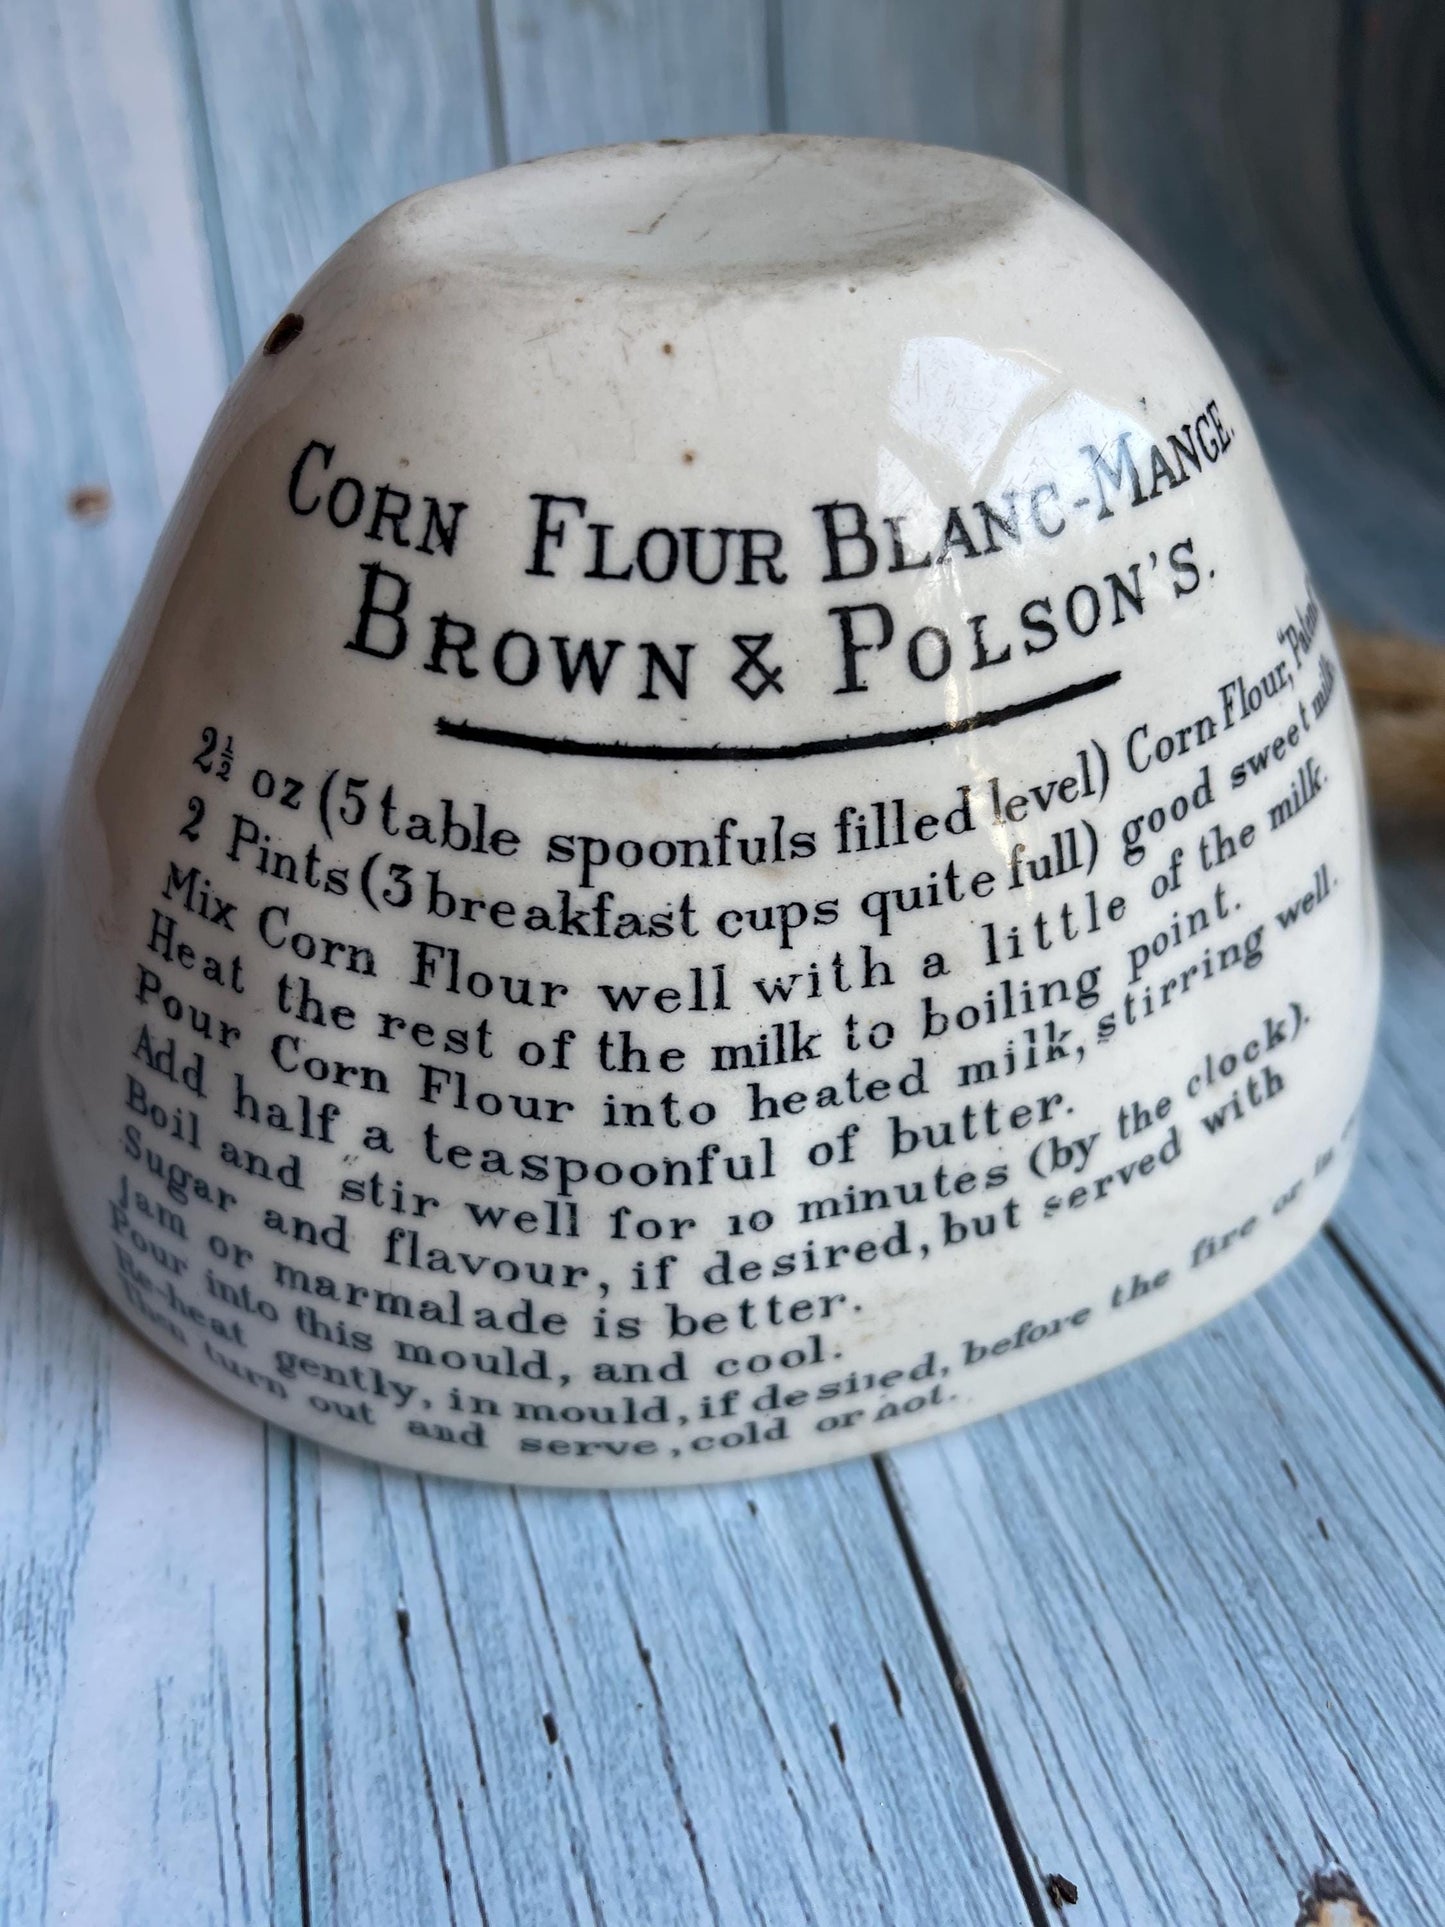 CORN FLOUR BLANC-MANGE.
BROWN & POLSON'S.
2½ oz (5 table spoonfuls filled level) Corn Flour,
2 Pints (3 breakfast cups quite full) good sweet milk
Mix Corn Flour well with a little of the milk.
Heat the rest of the milk to boiling point.
Pour Corn Flour into heated milk, stirring well.
Add half a teaspoonful of butter.
Boil and stir well for 10 minutes (by the clock).
Sugar and flavour, if desired, but served with
Jam or marmalade is better.
Pour into this mould, and cool.
Re-heat gently, in mould, if desired, before the fire or in
Then turn out and serve, cold or hot.